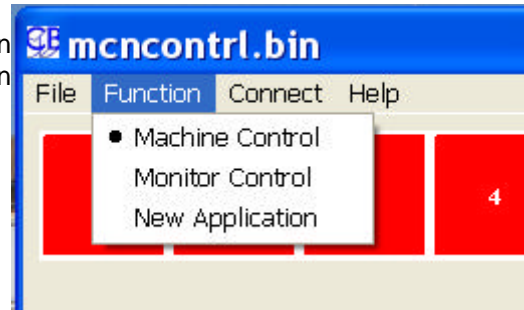 mcncontrl.bin
File Function Connect Help
Machine Control
Monitor Control
New Application
4